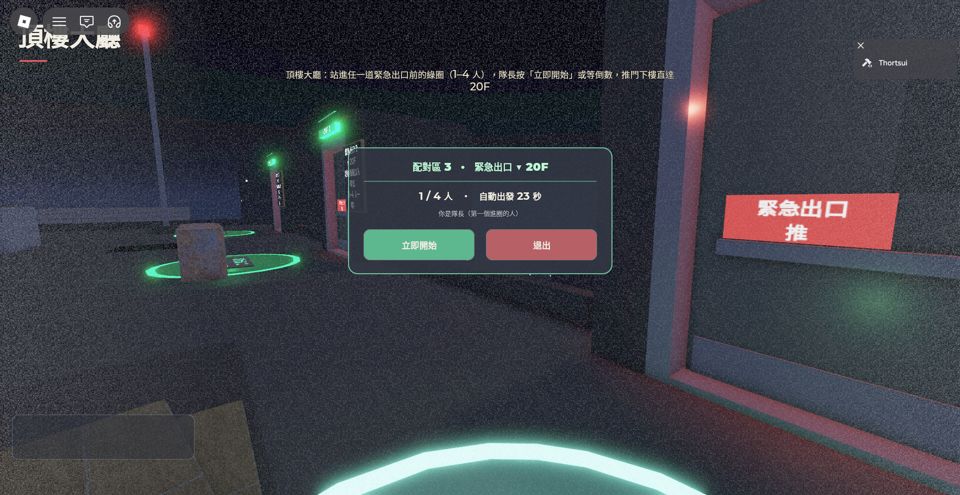 頂樓大廳
Thortsui
頂樓大廳：站進任一道緊急出口前的綠圈（1–4 人），隊長按「立即開始」或等倒數，推門下樓直達
20F
配對區 3 • 緊急出口 ▼ 20F
1 / 4 人 • 自動出發 23 秒
你是隊長（第一個進圈的人）
立即開始
退出
緊急出口
推